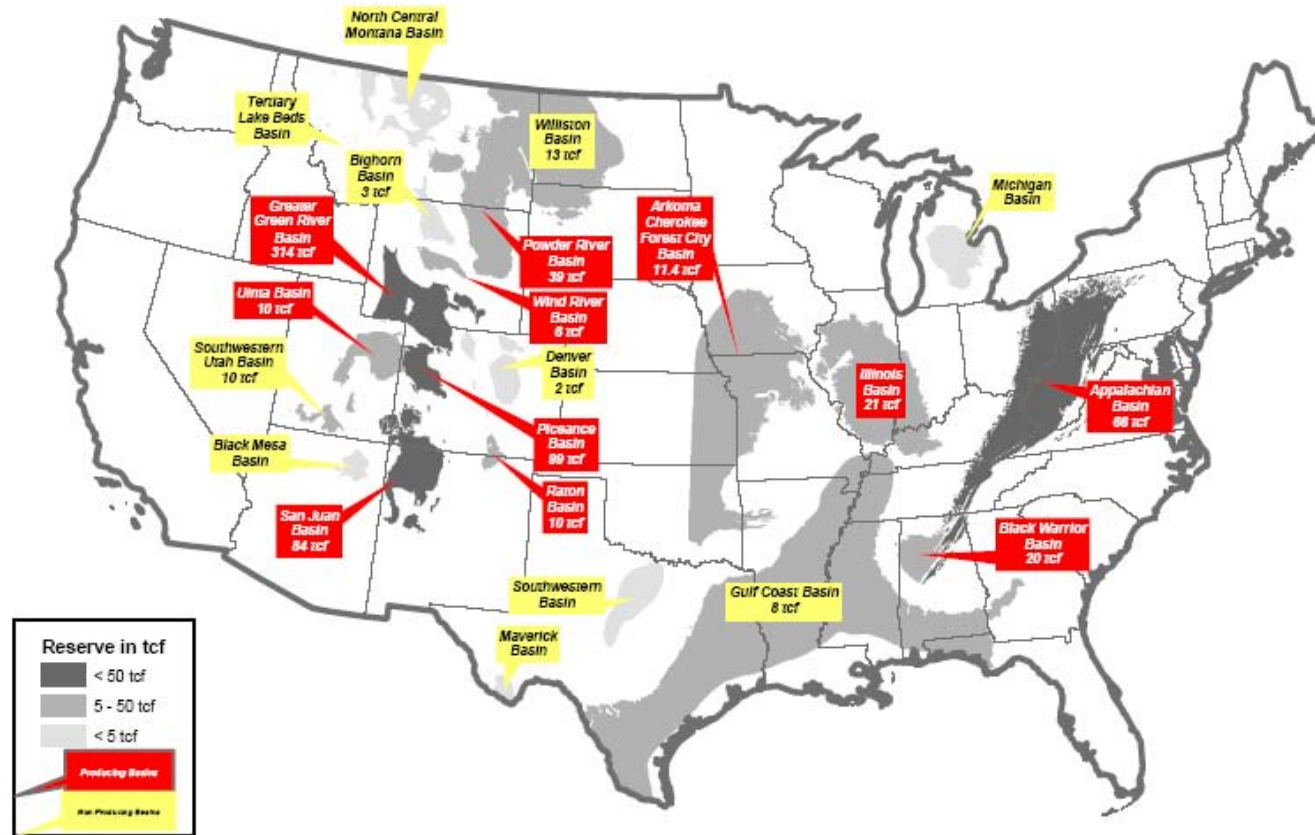 North Central
Montana Basin
Tertiary
Lake Beds
Basin
Williston
Basin
13 tcf
Bighorn
Basin
3 tcf
Michigan
Basin
Greater
Green River
Basin
314 tcf
Arkoma
Cherokee
Forest City
Basin
11.4 tcf
Powder River
Basin
39 tcf
Uima Basin
10 tcf
Wind River
Basin
6 tcf
Southwestern
Utah Basin
10 tcf
Denver
Basin
2 tcf
Illinois
Basin
21 tcf
Appalachian
Basin
66 tcf
Piceance
Basin
99 tcf
Black Mesa
Basin
Raton
Basin
10 tcf
San Juan
Basin
84 tcf
Black Warrior
Basin
20 tcf
Southwestern
Basin
Gulf Coast Basin
8 tcf
Maverick
Basin
Reserve in tcf
< 50 tcf
5 - 50 tcf
< 5 tcf
Producing Basins
Non Producing Basins